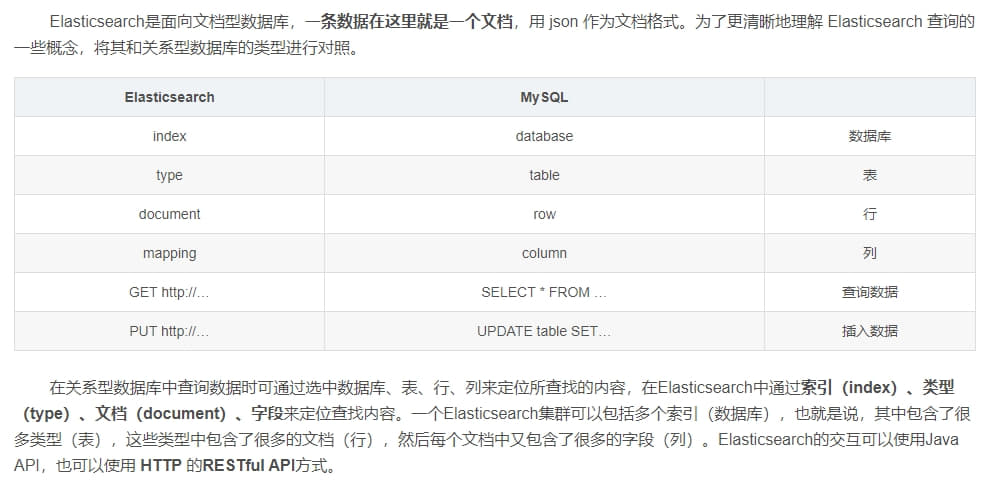 Elasticsearch是面向文档型数据库，一条数据在这里就是一个文档，用 json 作为文档格式。为了更清晰地理解 Elasticsearch 查询的
一些概念，将其和关系型数据库的类型进行对照。
Elasticsearch MySQL
index database 数据库
type table 表
document row 行
mapping column 列
GET http://… SELECT * FROM … 查询数据
PUT http://… UPDATE table SET… 插入数据
在关系型数据库中查询数据时可通过选中数据库、表、行、列来定位所查找的内容，在Elasticsearch中通过索引（index）、类型
（type）、文档（document）、字段来定位查找内容。一个Elasticsearch集群可以包括多个索引（数据库），也就是说，其中包含了很
多类型（表），这些类型中包含了很多的文档（行），然后每个文档中又包含了很多的字段（列）。Elasticsearch的交互可以使用Java
API，也可以使用 HTTP 的RESTful API方式。